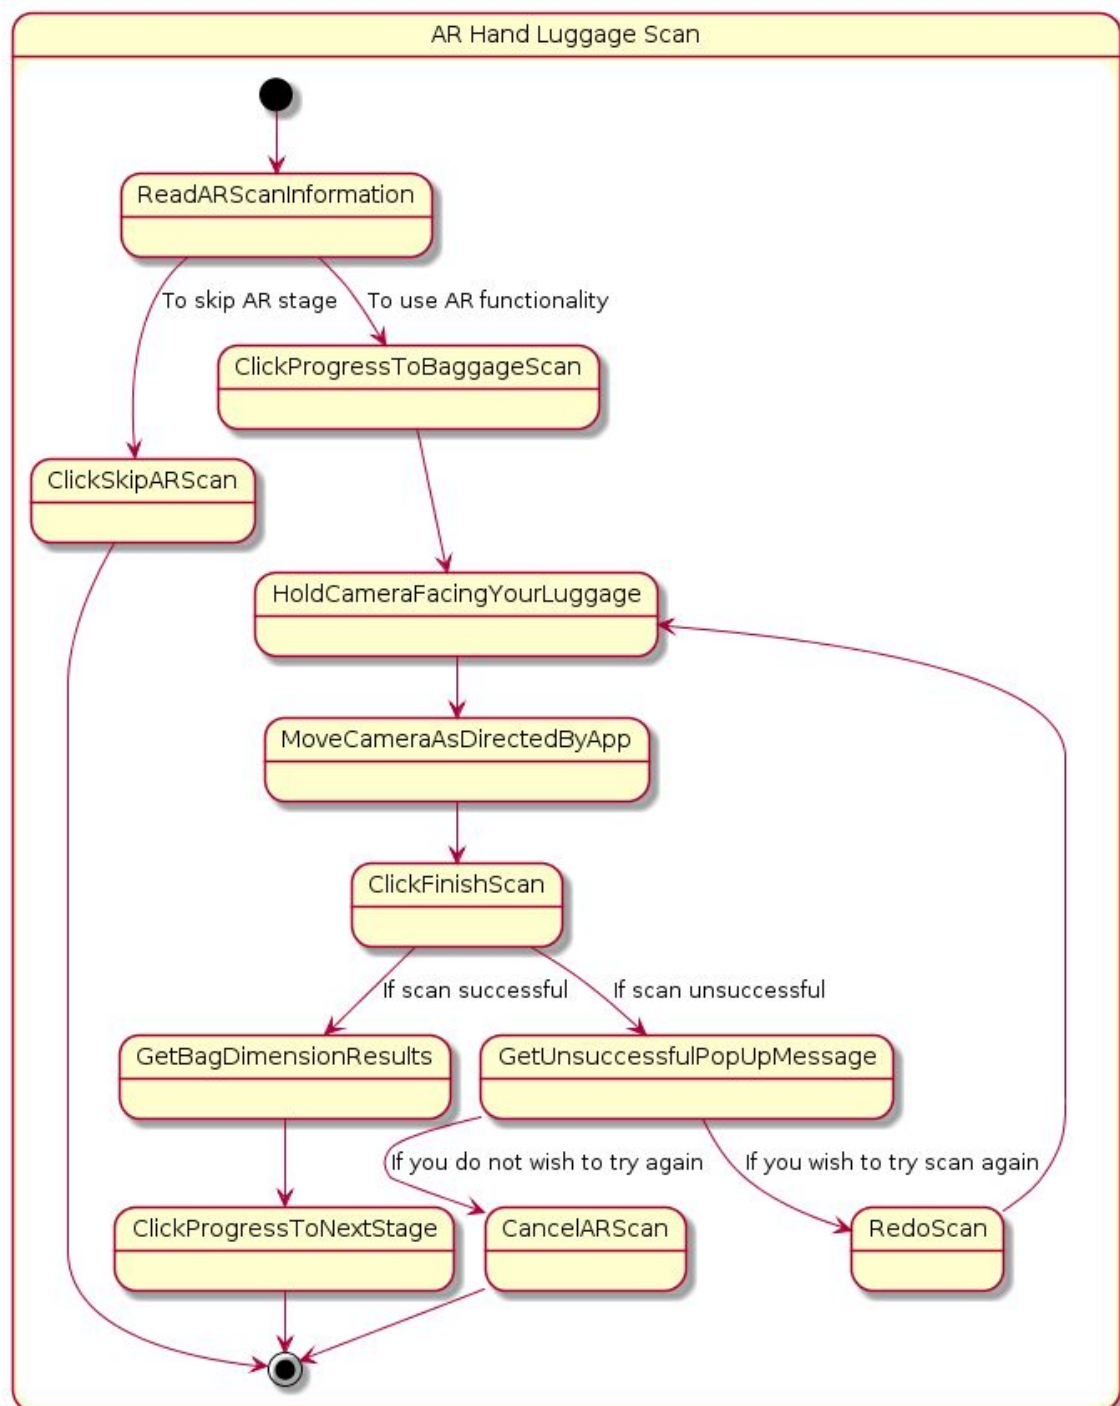 AR Hand Luggage Scan
ReadARScanInformation
To skip AR stage
To use AR functionality
ClickProgressToBaggageScan
ClickSkipARScan
HoldCameraFacingYourLuggage
MoveCameraAsDirectedByApp
ClickFinishScan
If scan successful
If scan unsuccessful
GetBagDimensionResults
GetUnsuccessfulPopUpMessage
If you do not wish to try again
If you wish to try scan again
ClickProgressToNextStage
CancelARScan
RedoScan